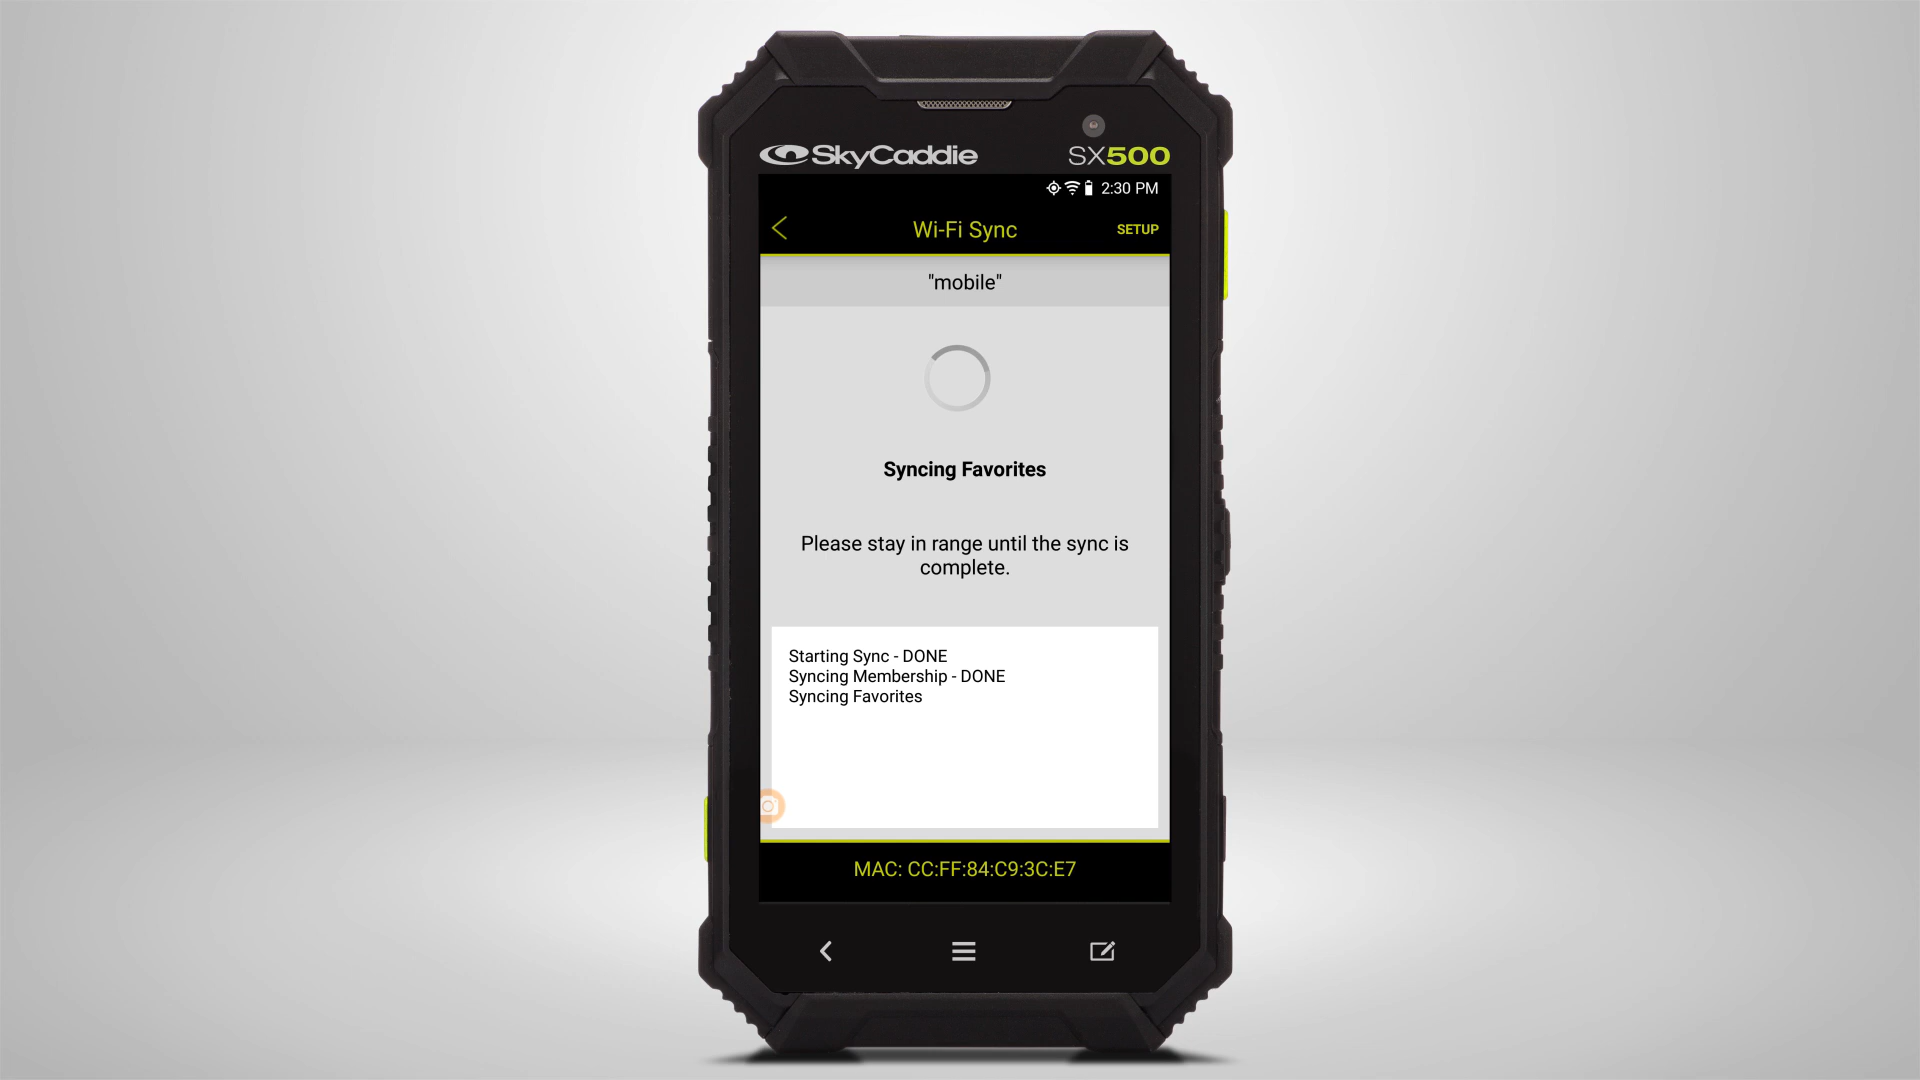 SkyCaddie
SX500
2:30 PM
Wi-Fi Sync
SETUP
"mobile"
Syncing Favorites
Please stay in range until the sync is
complete.
Starting Sync - DONE
Syncing Membership - DONE
Syncing Favorites
MAC: CC:FF:84:C9:3C:E7